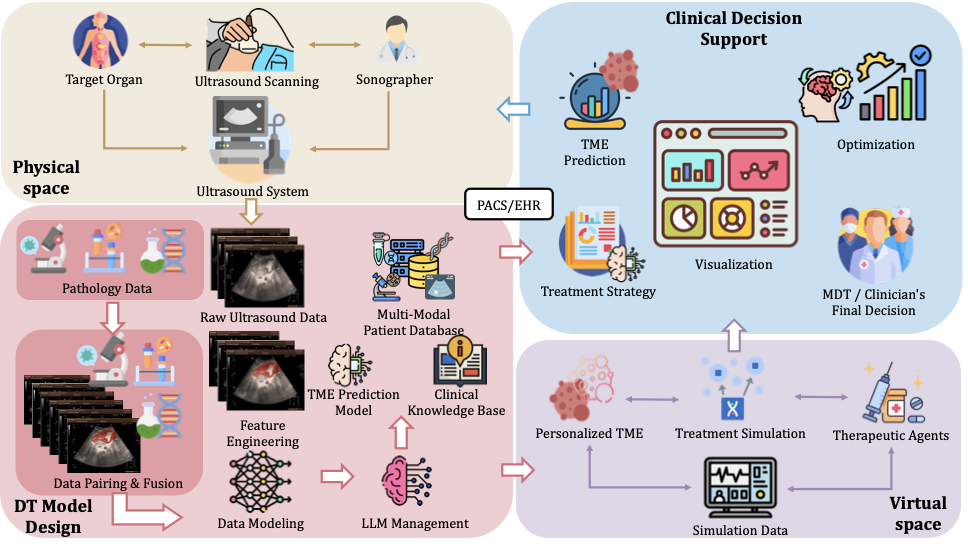 Target Organ
Ultrasound Scanning
Sonographer
Ultrasound System
Physical
space
Clinical Decision
Support
TME
Prediction
Optimization
Visualization
Treatment Strategy
MDT / Clinician's
Final Decision
PACS/EHR
Pathology Data
Raw Ultrasound Data
Multi-Modal
Patient Database
TME Prediction
Model
Clinical
Knowledge Base
Feature
Engineering
Data Pairing & Fusion
Data Modeling
LLM Management
DT Model
Design
Personalized TME
Treatment Simulation
Therapeutic Agents
Simulation Data
Virtual
space